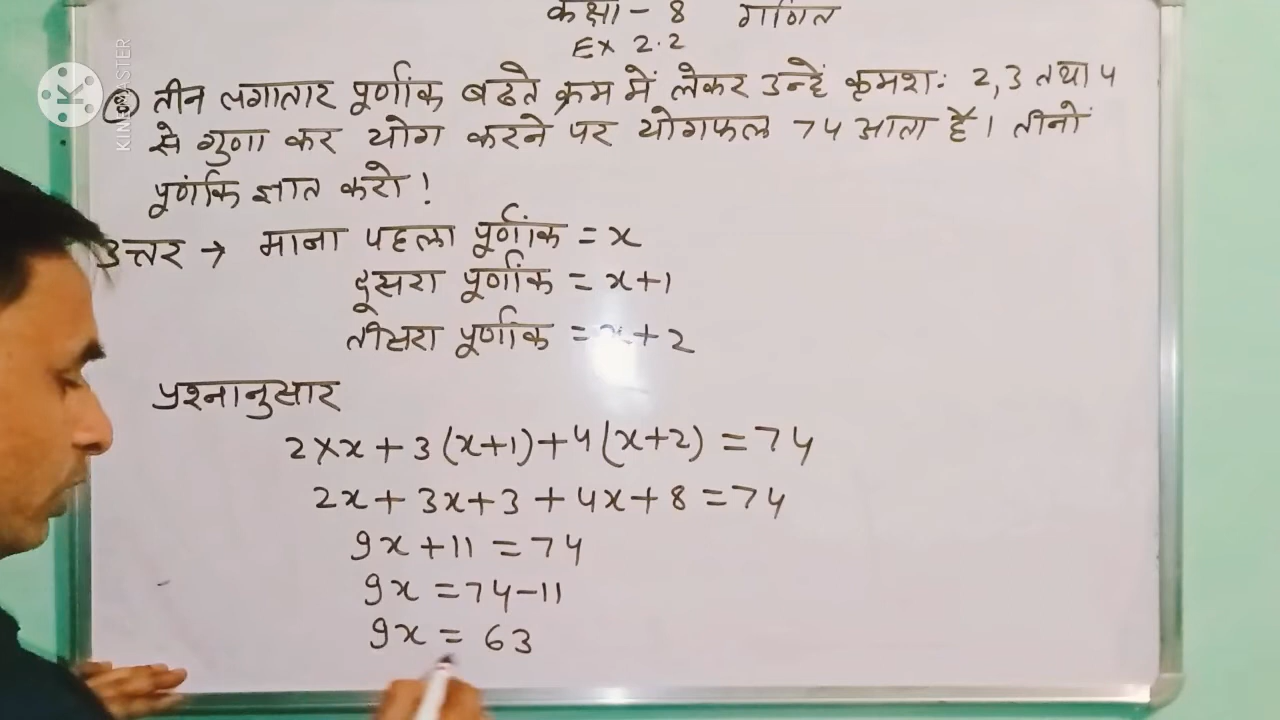 कक्षा - 8 गणित
Ex 2.2
तीन लगातार पूर्णांक बढते क्रम में लेकर उन्हें क्रमशः 2,3 तथा 4
से गुणा कर योग करने पर योगफल 74 आता है। तीनों
पूर्णांक ज्ञात करो!
उत्तर → माना पहला पूर्णांक = x
दूसरा पूर्णांक = x+1
तीसरा पूर्णांक = x+2
प्रश्नानुसार
2×x + 3(x+1)+4(x+2) = 74
2x + 3x+3 + 4x+8 = 74
9x +11 = 74
9x = 74-11
9x = 63
KINEMASTER